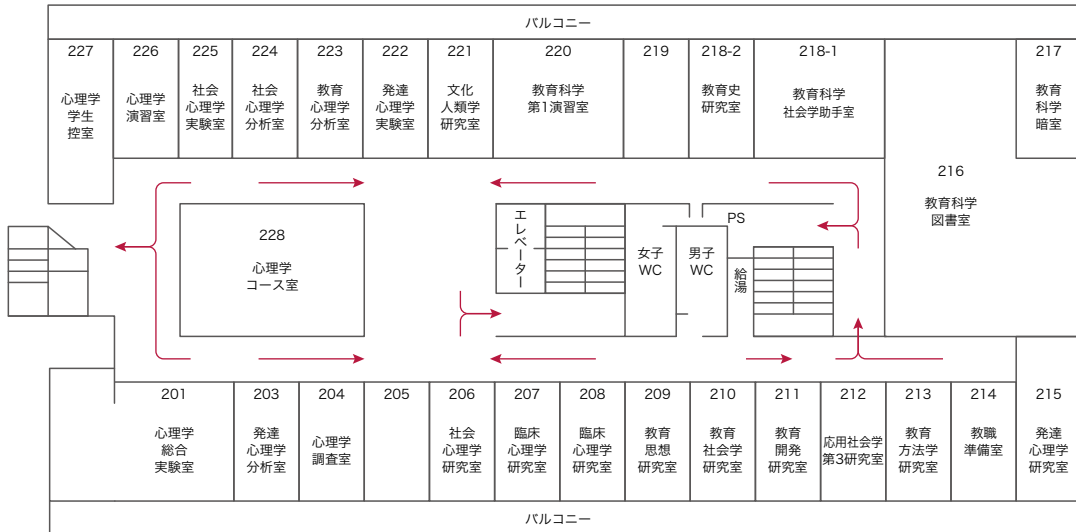 バルコニー
227
心理学
学生
控室
226
心理学
演習室
225
社会
心理学
実験室
224
社会
心理学
分析室
223
教育
心理学
分析室
222
発達
心理学
実験室
221
文化
人類学
研究室
220
教育科学
第1演習室
219
218-2
教育史
研究室
218-1
教育科学
社会学助手室
217
教育
科学
暗室
216
教育科学
図書室
228
心理学
コース室
エレベーター
女子
WC
男子
WC
PS
給湯
201
心理学
総合
実験室
203
発達
心理学
分析室
204
心理学
調査室
205
206
社会
心理学
研究室
207
臨床
心理学
研究室
208
臨床
心理学
研究室
209
教育
思想
研究室
210
教育
社会学
研究室
211
教育
開発
研究室
212
応用社会学
第3研究室
213
教育
方法学
研究室
214
教職
準備室
215
発達
心理学
研究室
バルコニー